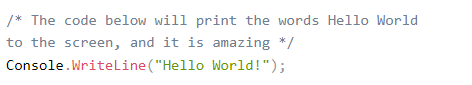 /* The code below will print the words Hello World
to the screen, and it is amazing */
Console.WriteLine("Hello World!");